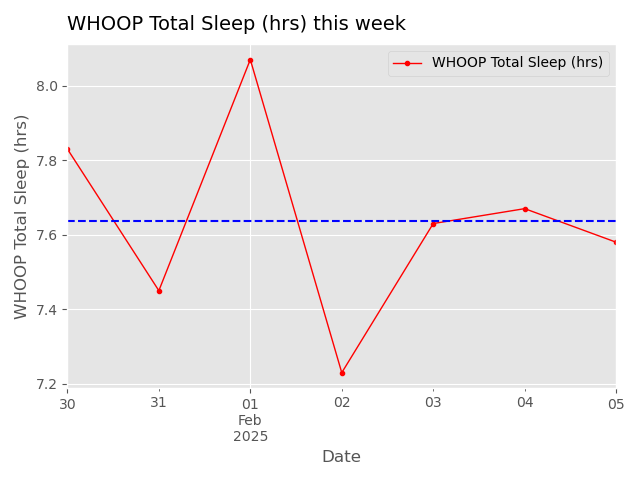 WHOOP Total Sleep (hrs) this week
WHOOP Total Sleep (hrs)
WHOOP Total Sleep (hrs)
8.0
7.8
7.6
7.4
7.2
30 31 01 02 03 04 05
Feb
2025
Date